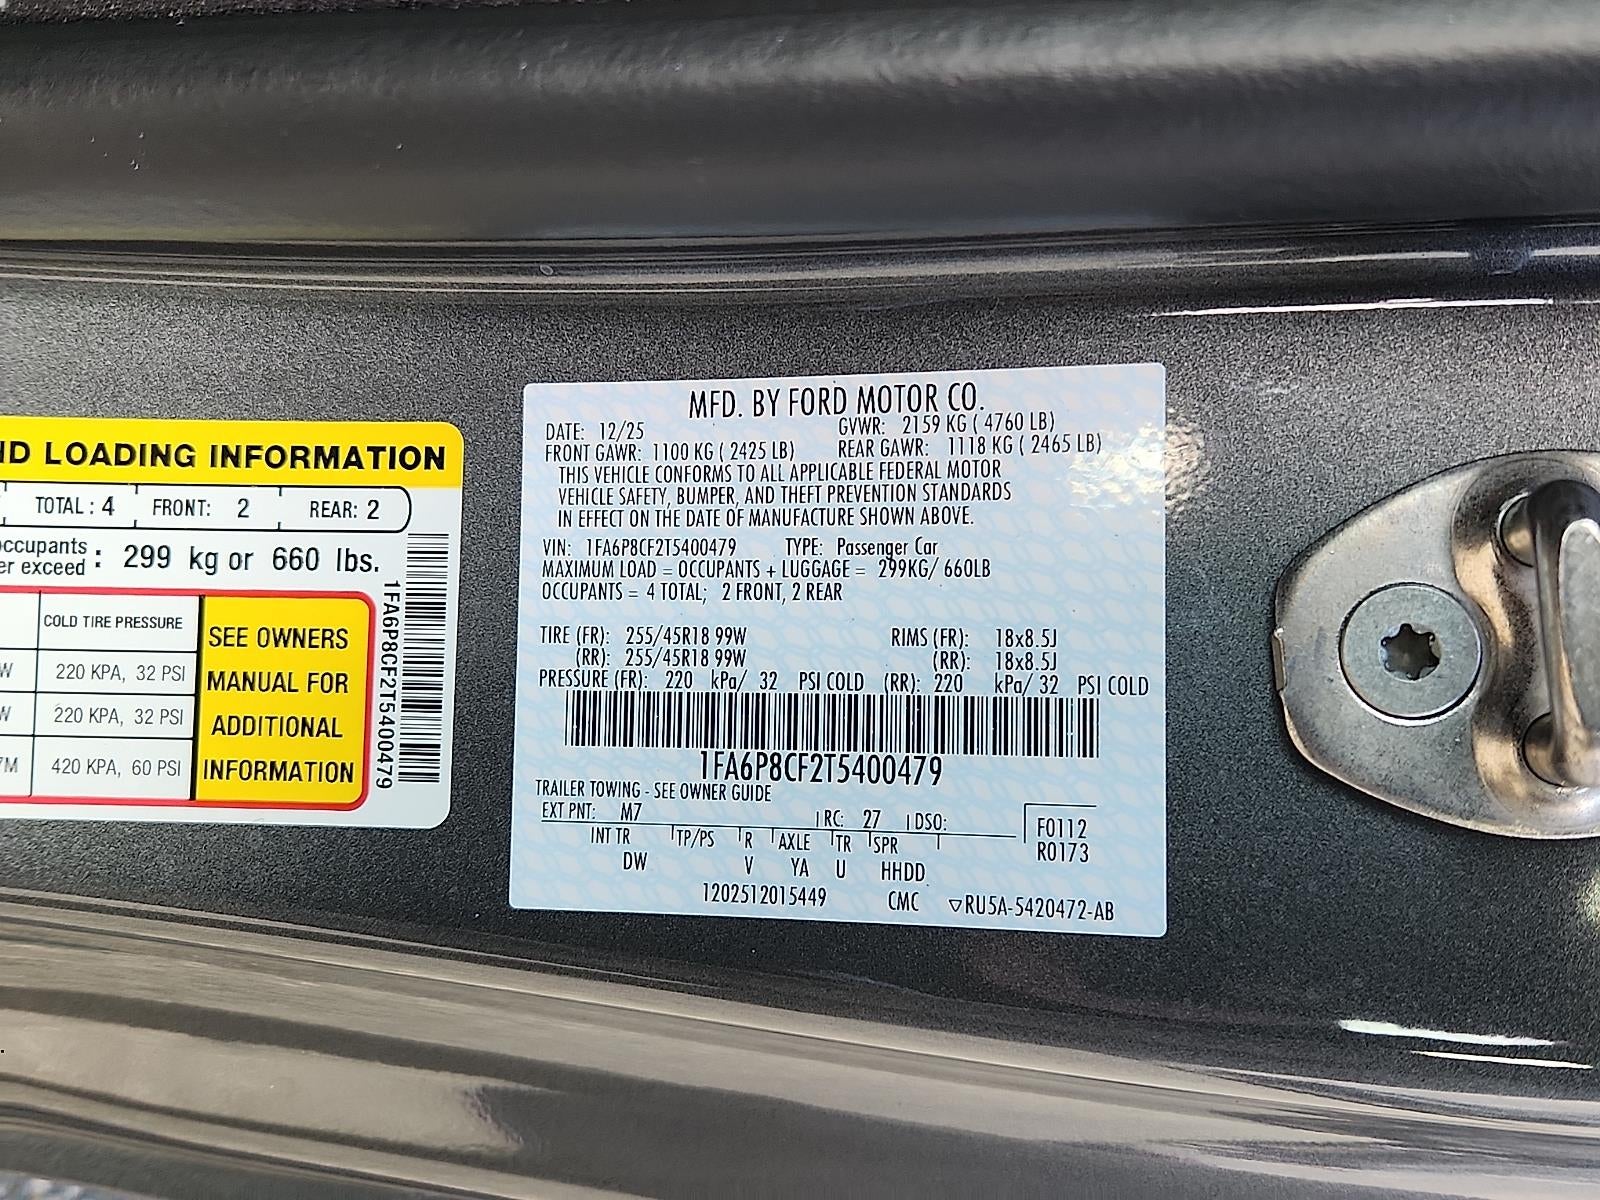 ND LOADING INFORMATION
TOTAL : 4 FRONT: 2 REAR: 2
occupants
er exceed : 299 kg or 660 lbs.
COLD TIRE PRESSURE
W 220 KPA, 32 PSI
W 220 KPA, 32 PSI
7M 420 KPA, 60 PSI
SEE OWNERS
MANUAL FOR
ADDITIONAL
INFORMATION
1FA6P8CF2T5400479
MFD. BY FORD MOTOR CO.
DATE: 12/25 GVWR: 2159 KG ( 4760 LB)
FRONT GAWR: 1100 KG ( 2425 LB) REAR GAWR: 1118 KG ( 2465 LB)
THIS VEHICLE CONFORMS TO ALL APPLICABLE FEDERAL MOTOR
VEHICLE SAFETY, BUMPER, AND THEFT PREVENTION STANDARDS
IN EFFECT ON THE DATE OF MANUFACTURE SHOWN ABOVE.
VIN: 1FA6P8CF2T5400479 TYPE: Passenger Car
MAXIMUM LOAD = OCCUPANTS + LUGGAGE = 299KG/ 660LB
OCCUPANTS = 4 TOTAL; 2 FRONT, 2 REAR
TIRE (FR): 255/45R18 99W RIMS (FR): 18x8.5J
(RR): 255/45R18 99W (RR): 18x8.5J
PRESSURE (FR): 220 kPa/ 32 PSI COLD (RR): 220 kPa/ 32 PSI COLD
1FA6P8CF2T5400479
TRAILER TOWING - SEE OWNER GUIDE
EXT PNT: M7 RC: 27 DSO:
INT TR TP/PS R AXLE TR SPR
DW V YA U HHDD
F0112
R0173
1202512015449 CMC ▽RU5A-5420472-AB